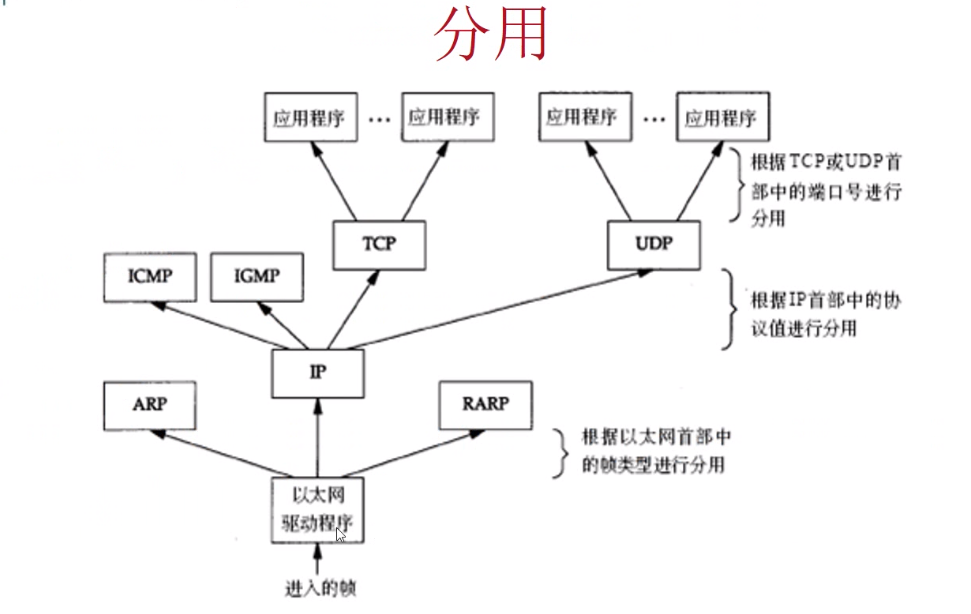 分用
应用程序 … 应用程序 应用程序 … 应用程序
根据TCP或UDP首
部中的端口号进行
分用
TCP UDP
ICMP IGMP
根据IP首部中的协
议值进行分用
IP
ARP RARP
根据以太网首部中
的帧类型进行分用
以太网
驱动程序
进入的帧